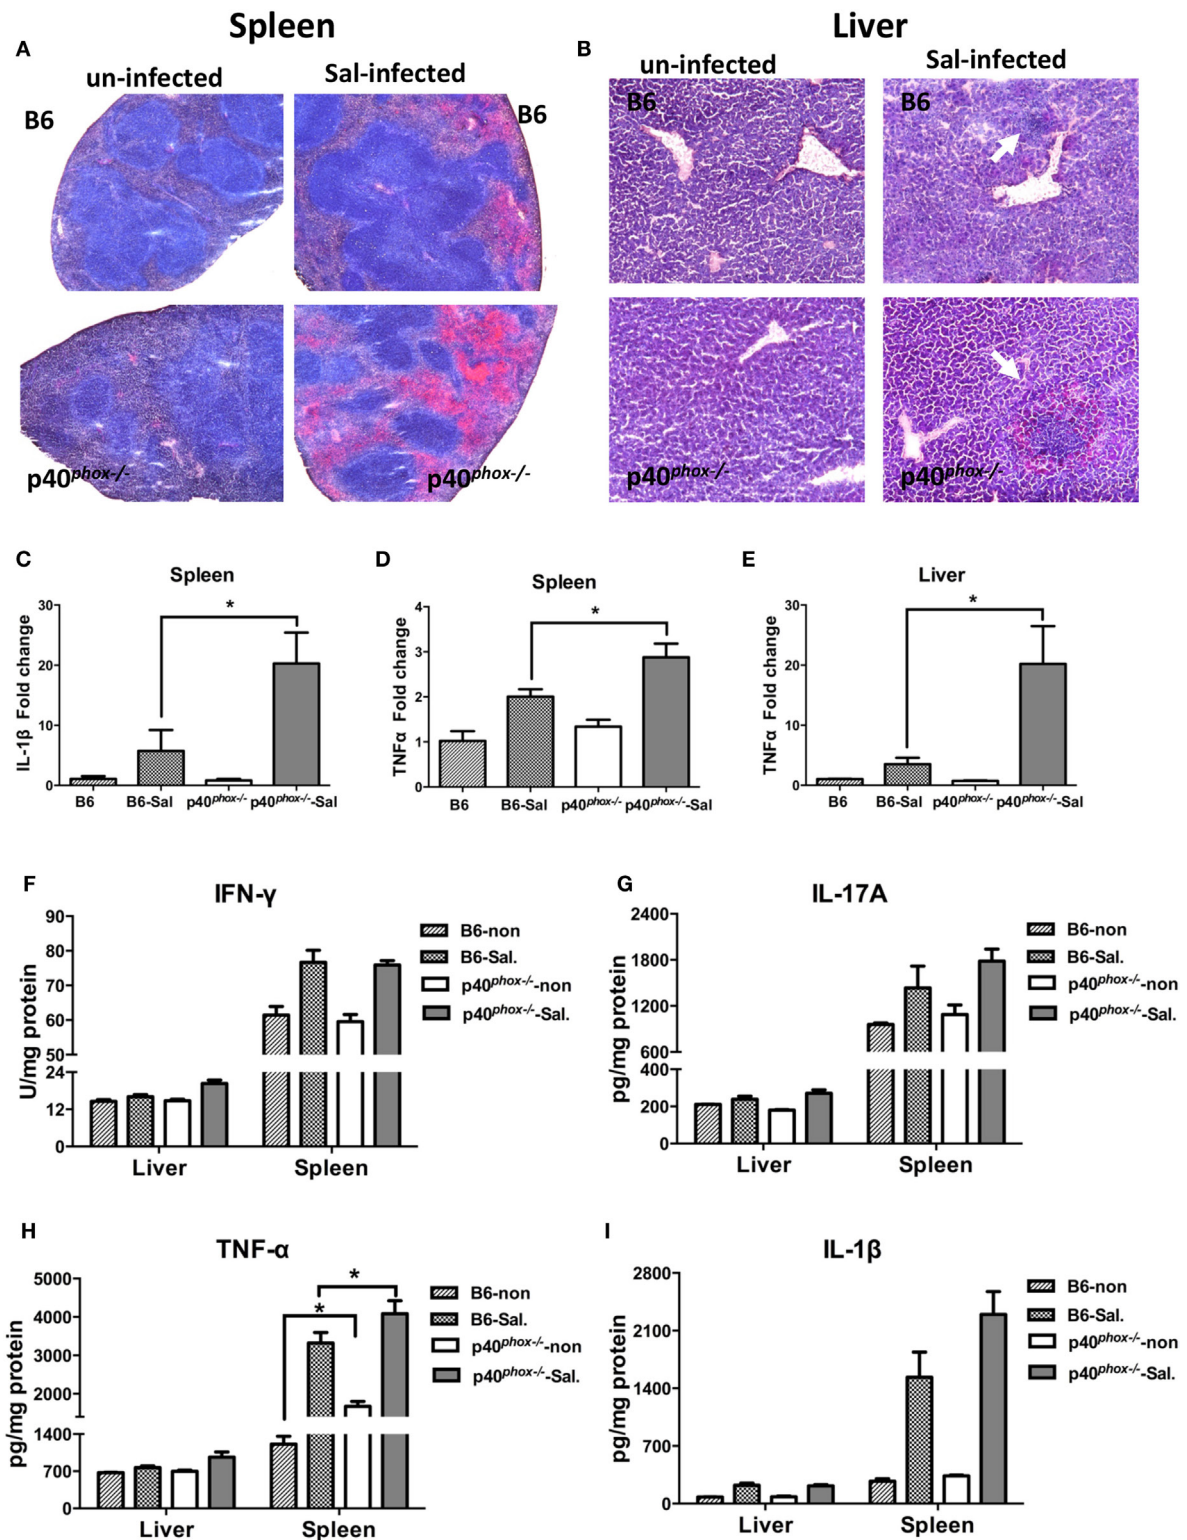 Spleen
Liver
A
B
un-infected
Sal-infected
un-infected
Sal-infected
B6
B6
B6
B6
p40phox-/-
p40phox-/-
p40phox-/-
p40phox-/-
C
Spleen
IL-1β Fold change
30
20
10
0
*
B6
B6-Sal
p40phox-/-
p40phox-/--Sal
D
Spleen
TNFα Fold change
4
3
2
1
0
*
B6
B6-Sal
p40phox-/-
p40phox-/--Sal
E
Liver
TNFα Fold change
30
20
10
0
*
B6
B6-Sal
p40phox-/-
p40phox-/--Sal
F
IFN-γ
U/mg protein
90
80
70
60
50
24
12
0
Liver
Spleen
B6-non
B6-Sal.
p40phox-/--non
p40phox-/--Sal.
G
IL-17A
pg/mg protein
2400
1800
1200
600
400
200
0
Liver
Spleen
B6-non
B6-Sal.
p40phox-/--non
p40phox-/--Sal.
H
TNF-α
pg/mg protein
5000
4000
3000
2000
1400
700
0
*
*
Liver
Spleen
B6-non
B6-Sal.
p40phox-/--non
p40phox-/--Sal.
I
IL-1β
pg/mg protein
2800
2100
1400
700
0
Liver
Spleen
B6-non
B6-Sal.
p40phox-/--non
p40phox-/--Sal.